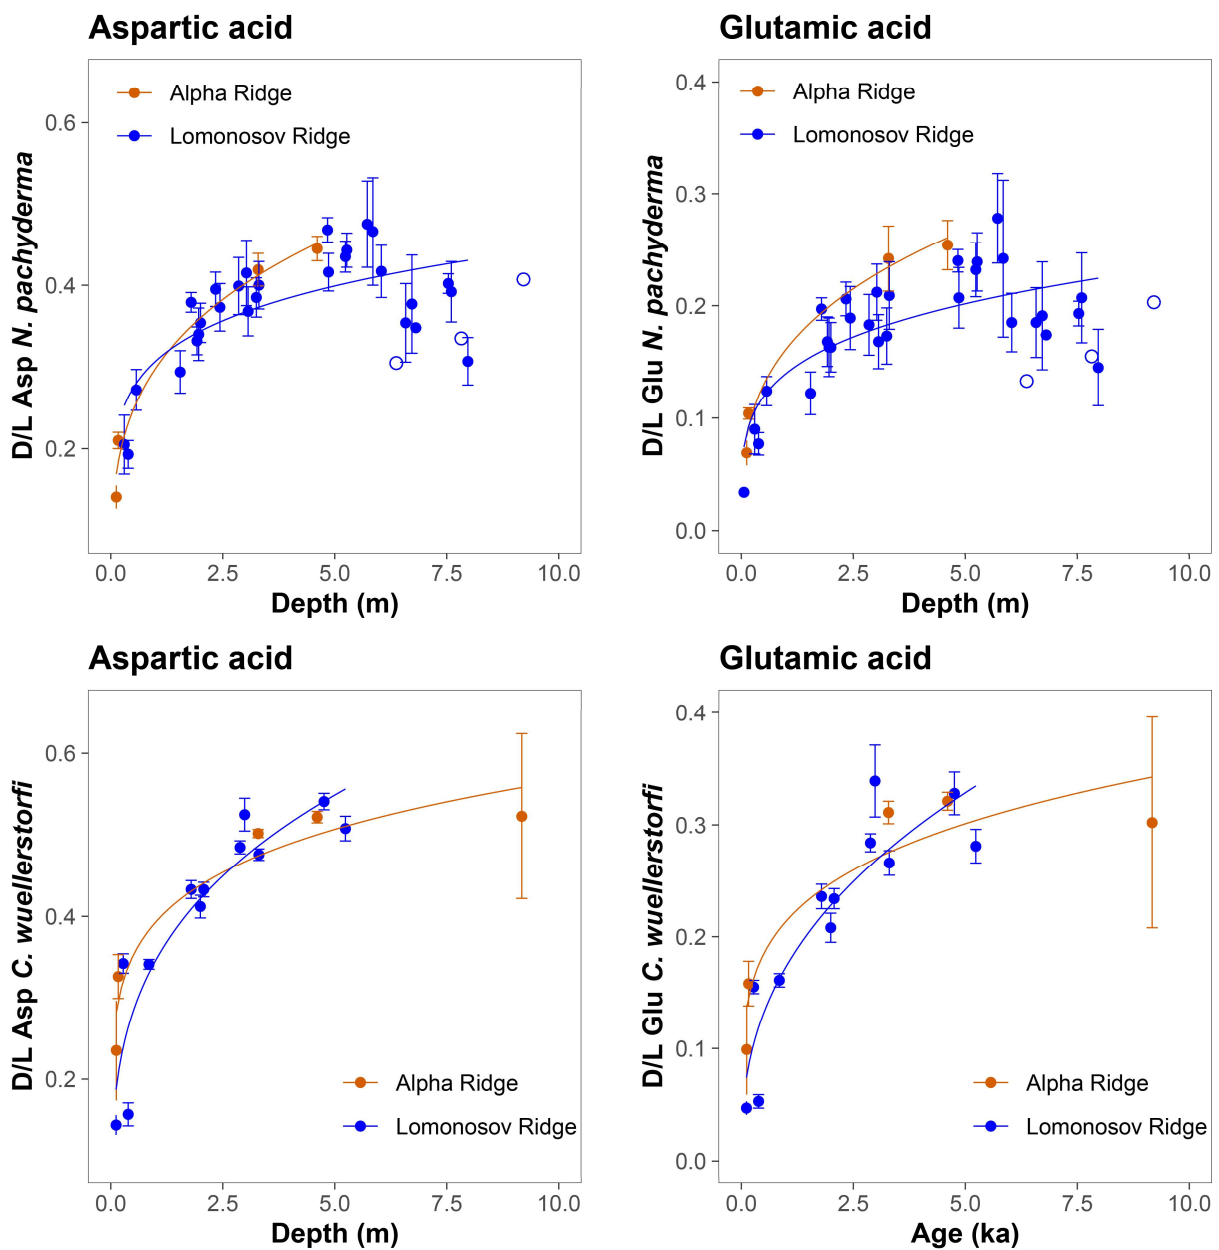 Aspartic acid
Glutamic acid
Alpha Ridge
Lomonosov Ridge
0.6
0.4
0.2
D/L Asp N. pachyderma
0.0
2.5
5.0
7.5
10.0
Depth (m)
Alpha Ridge
Lomonosov Ridge
0.4
0.3
0.2
0.1
0.0
D/L Glu N. pachyderma
0.0
2.5
5.0
7.5
10.0
Depth (m)
Aspartic acid
Glutamic acid
0.6
0.4
0.2
D/L Asp C. wuellerstorfi
Alpha Ridge
Lomonosov Ridge
0.0
2.5
5.0
7.5
10.0
Depth (m)
0.4
0.3
0.2
0.1
0.0
D/L Glu C. wuellerstorfi
Alpha Ridge
Lomonosov Ridge
0.0
2.5
5.0
7.5
10.0
Age (ka)